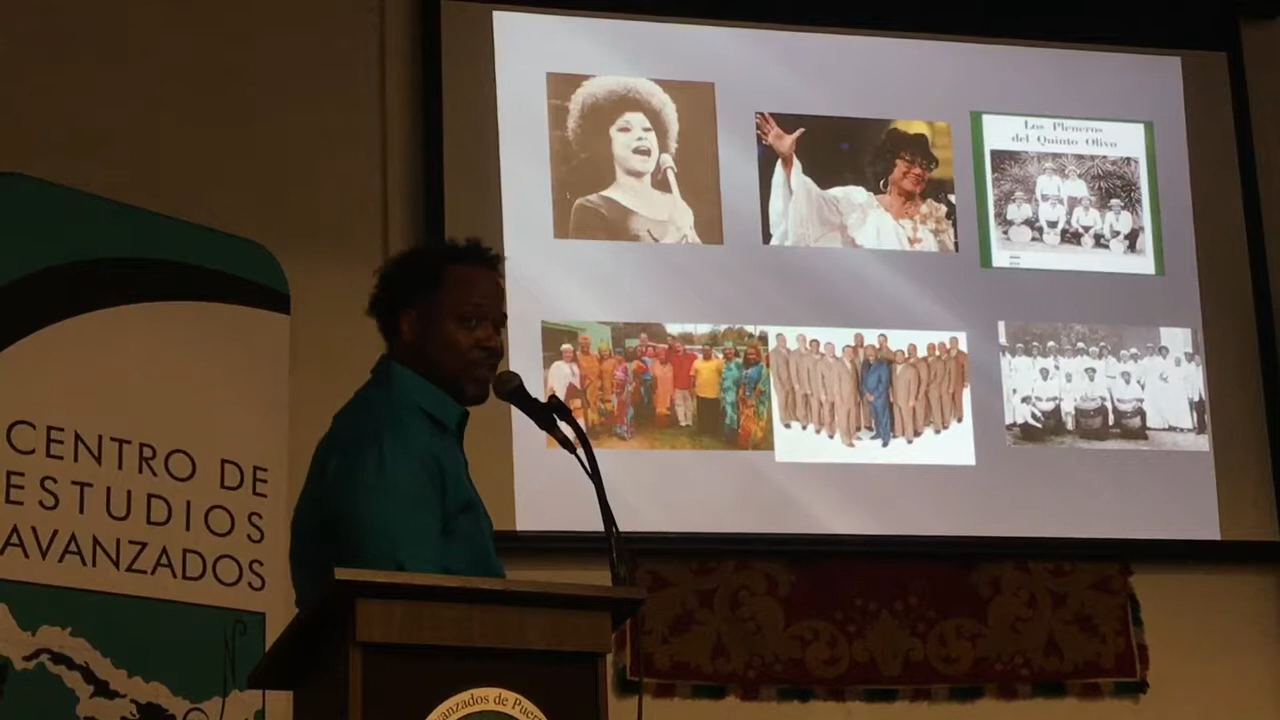 Los Pleneros
del Quinto Olivo
CENTRO DE
ESTUDIOS
AVANZADOS
vanzados de Puer